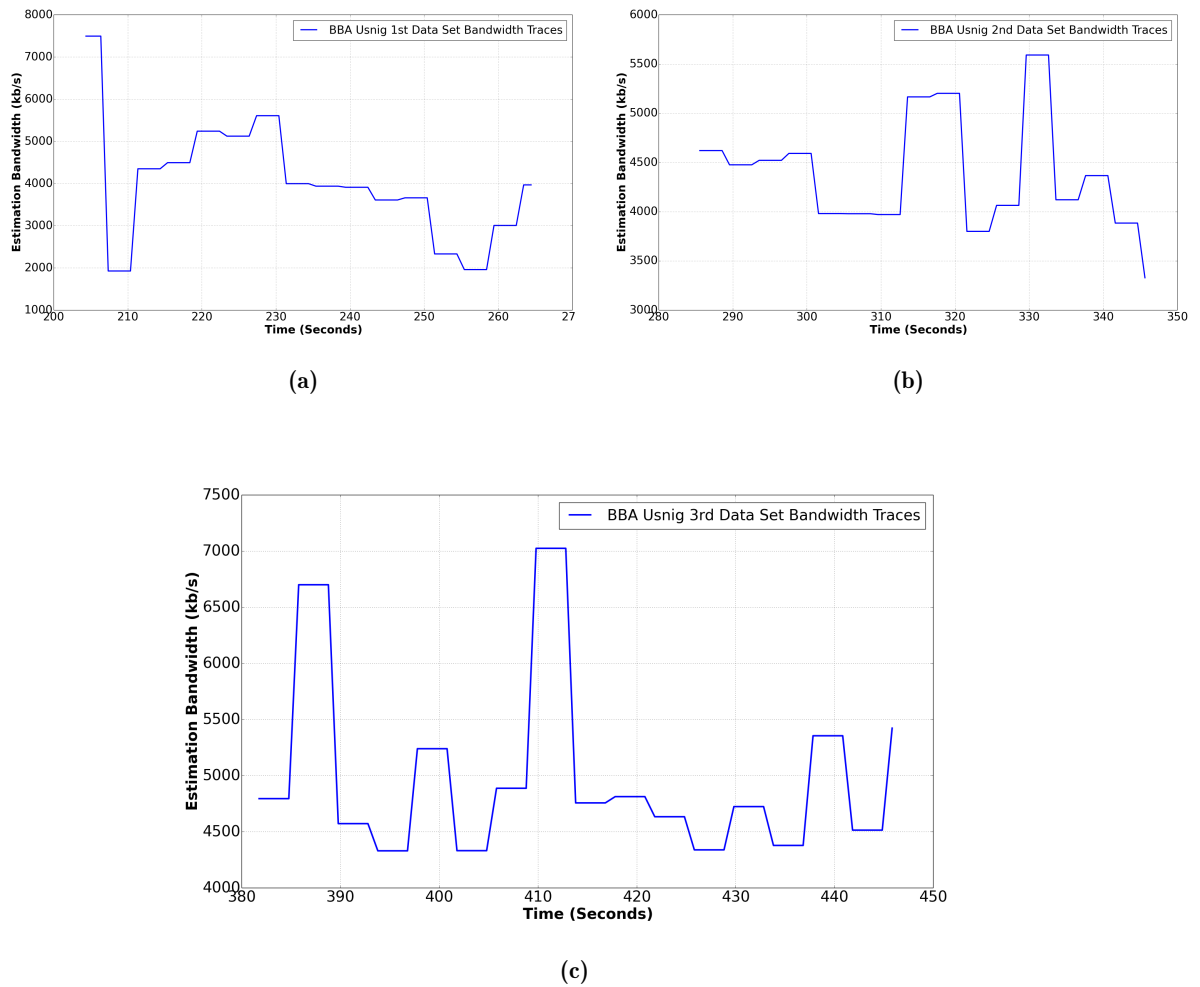 8000
7000
6000
5000
4000
3000
2000
1000
Estimation Bandwidth (kb/s)
BBA Usnig 1st Data Set Bandwidth Traces
200 210 220 230 240 250 260 27
Time (Seconds)
(a)
6000
5500
5000
4500
4000
3500
3000
Estimation Bandwidth (kb/s)
BBA Usnig 2nd Data Set Bandwidth Traces
280 290 300 310 320 330 340 350
Time (Seconds)
(b)
7500
7000
6500
6000
5500
5000
4500
4000
Estimation Bandwidth (kb/s)
BBA Usnig 3rd Data Set Bandwidth Traces
380 390 400 410 420 430 440 450
Time (Seconds)
(c)